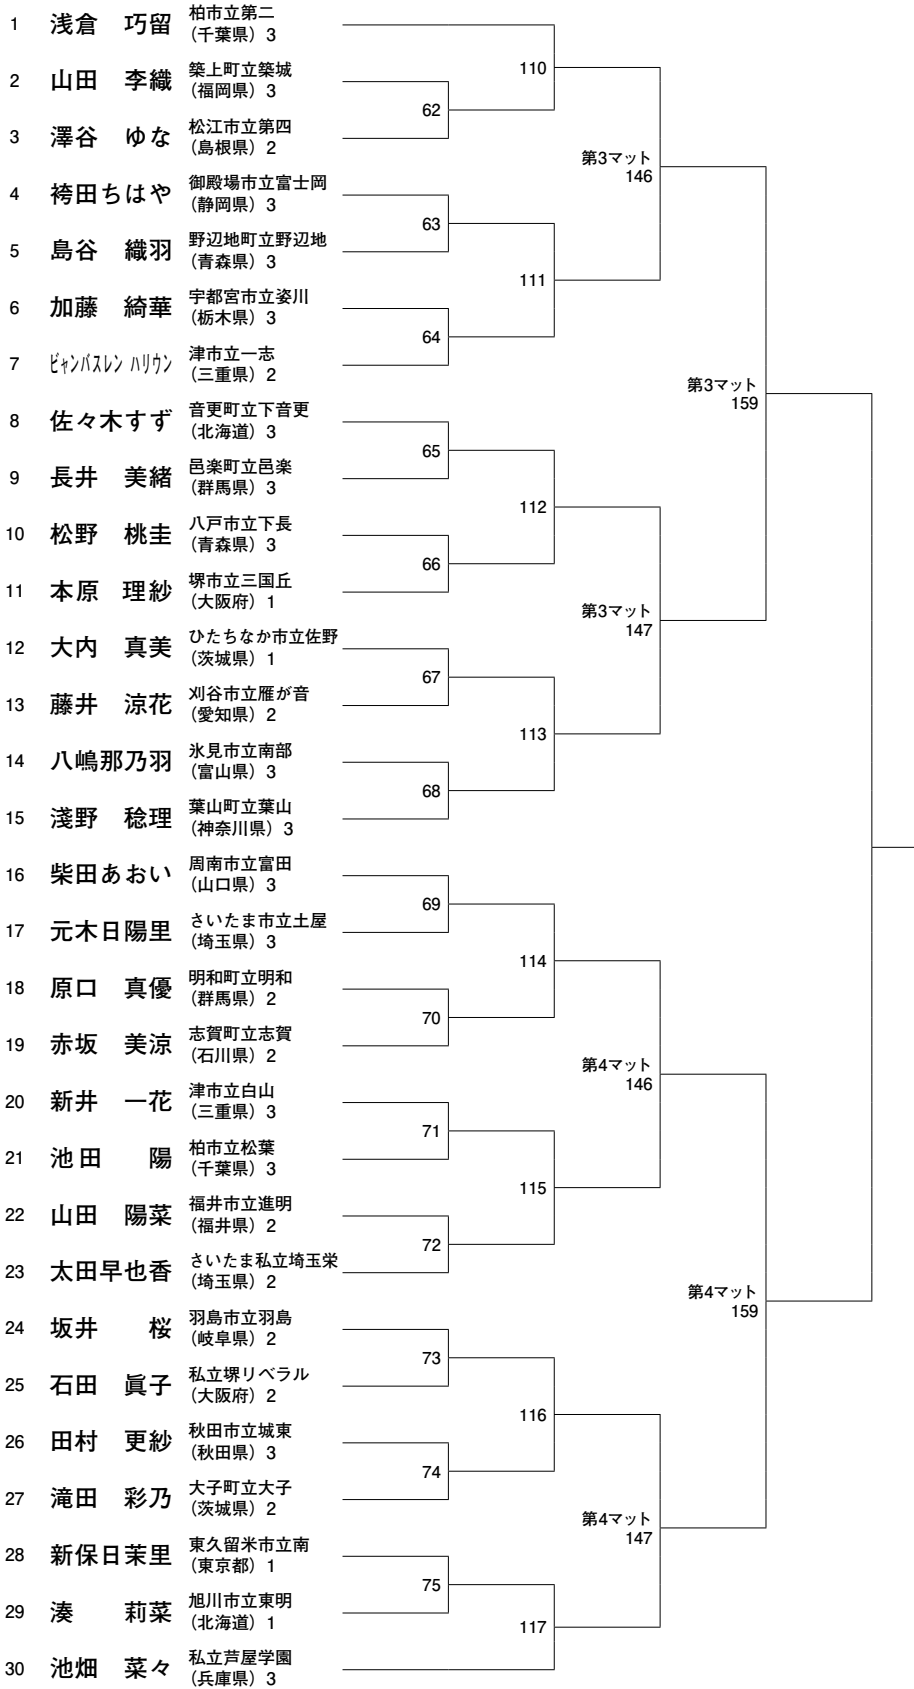 1 浅倉 巧留 柏市立第二
(千葉県) 3
2 山田 李織 築上町立築城
(福岡県) 3
3 澤谷 ゆな 松江市立第四
(島根県) 2
4 袴田ちはや 御殿場市立富士岡
(静岡県) 3
5 島谷 織羽 野辺地町立野辺地
(青森県) 3
6 加藤 綺華 宇都宮市立姿川
(栃木県) 3
7 ビャンバスレン ハリウン 津市立一志
(三重県) 2
8 佐々木すず 音更町立下音更
(北海道) 3
9 長井 美緒 邑楽町立邑楽
(群馬県) 3
10 松野 桃圭 八戸市立下長
(青森県) 3
11 本原 理紗 堺市立三国丘
(大阪府) 1
12 大内 真美 ひたちなか市立佐野
(茨城県) 1
13 藤井 涼花 刈谷市立雁が音
(愛知県) 2
14 八嶋那乃羽 氷見市立南部
(富山県) 3
15 淺野 稔理 葉山町立葉山
(神奈川県) 3
16 柴田あおい 周南市立富田
(山口県) 3
17 元木日陽里 さいたま市立土屋
(埼玉県) 3
18 原口 真優 明和町立明和
(群馬県) 2
19 赤坂 美涼 志賀町立志賀
(石川県) 2
20 新井 一花 津市立白山
(三重県) 3
21 池田 陽 柏市立松葉
(千葉県) 3
22 山田 陽菜 福井市立進明
(福井県) 2
23 太田早也香 さいたま私立埼玉栄
(埼玉県) 2
24 坂井 桜 羽島市立羽島
(岐阜県) 2
25 石田 眞子 私立堺リベラル
(大阪府) 2
26 田村 更紗 秋田市立城東
(秋田県) 3
27 滝田 彩乃 大子町立大子
(茨城県) 2
28 新保日茉里 東久留米市立南
(東京都) 1
29 湊 莉菜 旭川市立東明
(北海道) 1
30 池畑 菜々 私立芦屋学園
(兵庫県) 3
62
63
64
65
66
67
68
69
70
71
72
73
74
75
110
111
112
113
114
115
116
117
第3マット
146
第3マット
147
第4マット
146
第4マット
147
第3マット
159
第4マット
159